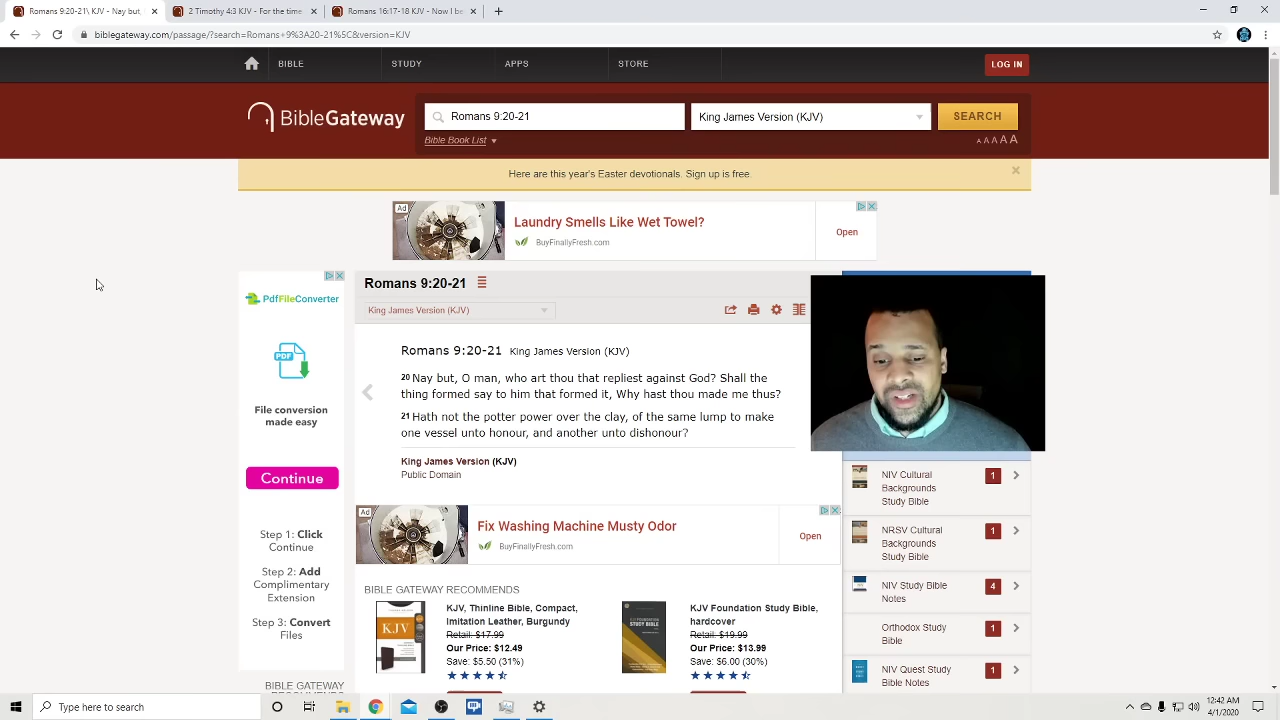 Romans 9:20-21\ KJV - Nay but,
2 Timothy 4:3 KJV - For the time
Romans 16:17-18 KJV - Now I be
biblegateway.com/passage/?search=Romans+9%3A20-21%5C&version=KJV
BIBLE STUDY APPS STORE LOG IN
BibleGateway Romans 9:20-21 King James Version (KJV) SEARCH
Bible Book List A A A A A
Here are this year's Easter devotionals. Sign up is free.
Ad
Laundry Smells Like Wet Towel?
BuyFinallyFresh.com
Open
PdfFileConverter
PDF
File conversion
made easy
Continue
Step 1: Click
Continue
Step 2: Add
Complimentary
Extension
Step 3: Convert
Files
BIBLE GATEWAY
RECOMMENDS
Romans 9:20-21
King James Version (KJV)
Romans 9:20-21 King James Version (KJV)
20 Nay but, O man, who art thou that repliest against God? Shall the
thing formed say to him that formed it, Why hast thou made me thus?
21 Hath not the potter power over the clay, of the same lump to make
one vessel unto honour, and another unto dishonour?
King James Version (KJV)
Public Domain
Ad
Fix Washing Machine Musty Odor
BuyFinallyFresh.com
Open
BIBLE GATEWAY RECOMMENDS
KJV
KJV, Thinline Bible, Compact,
Imitation Leather, Burgundy
Retail: $17.99
Our Price: $12.49
Save: $5.50 (31%)
KJV Foundation Study Bible,
hardcover
Retail: $19.99
Our Price: $13.99
Save: $6.00 (30%)
NIV Cultural
Backgrounds
Study Bible
1
NRSV Cultural
Backgrounds
Study Bible
1
NIV Study Bible
Notes
4
Orthodox Study
Bible
1
NIV Quest Study
Bible Notes
1
Type here to search
12:42 AM
4/1/2020